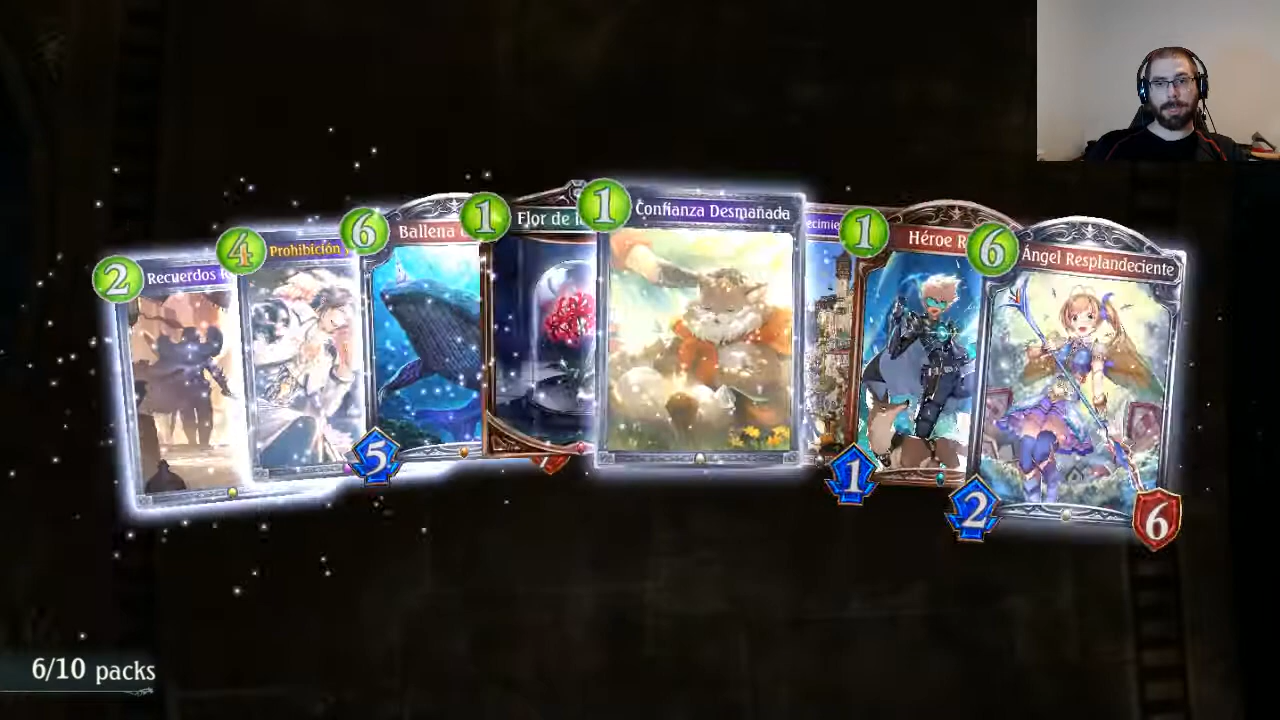 2
Recuerdos
4
Prohibición
6
Ballena
5
1
Flor de
1
Confianza Desmañada
1
Héroe
1
6
Ángel Resplandeciente
2
6
6/10 packs